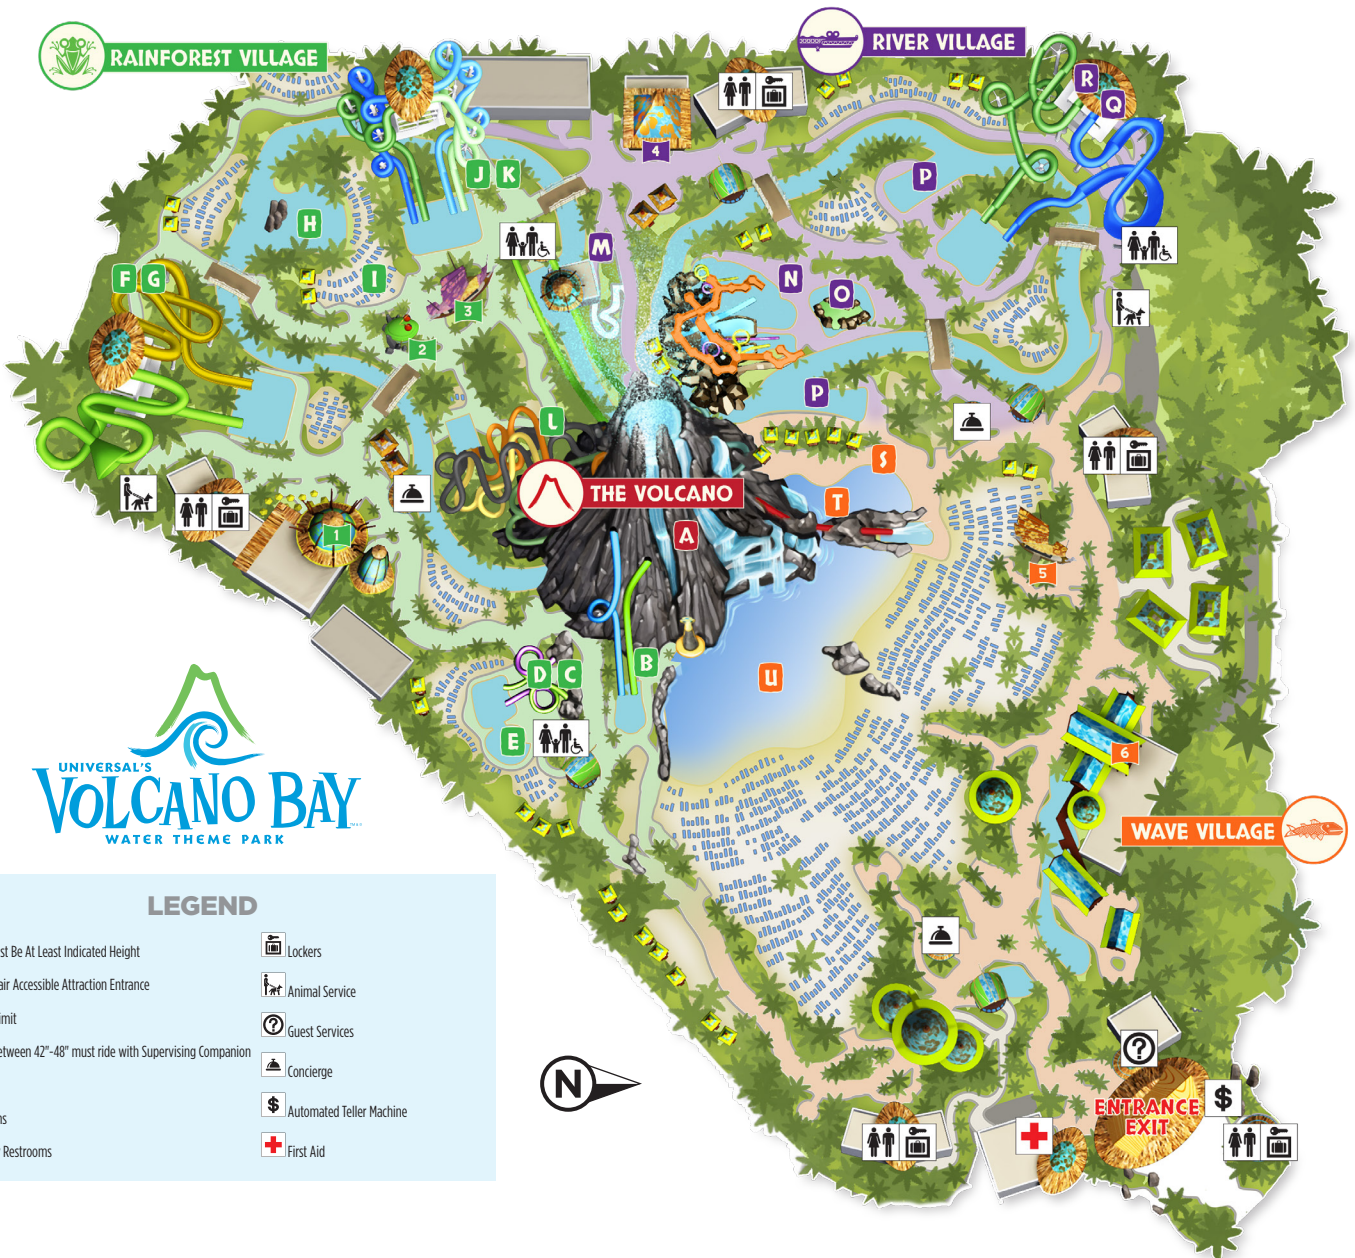 RAINFOREST VILLAGE
RIVER VILLAGE
R
Q
4
J K
P
H
M
F G
I
N
O
3
2
P
L
S
THE VOLCANO
T
A
1
5
D C
B
U
E
6
UNIVERSAL'S
VOLCANO BAY
WATER THEME PARK
WAVE VILLAGE
LEGEND
st Be At Least Indicated Height
air Accessible Attraction Entrance
imit
etween 42"-48" must ride with Supervising Companion
ns
Restrooms
Lockers
Animal Service
? Guest Services
Concierge
$ Automated Teller Machine
First Aid
N
?
$
ENTRANCE
EXIT